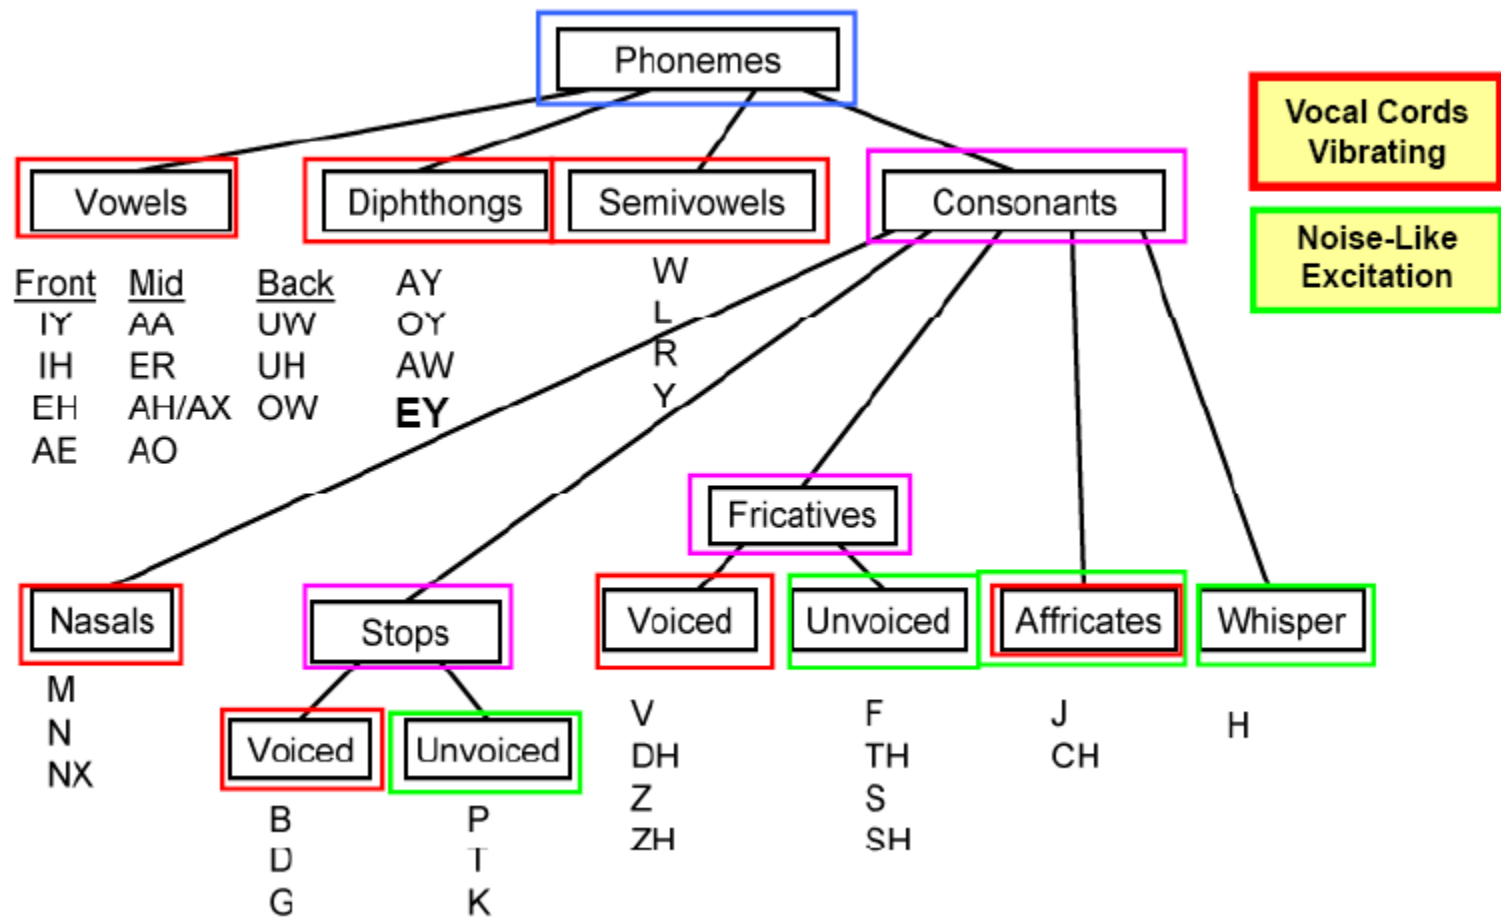 Phonemes
Vocal Cords
Vibrating
Noise-Like
Excitation
Vowels
Diphthongs
Semivowels
Consonants
Front Mid Back
IY AA UW
IH ER UH
EH AH/AX OW
AE AO
AY
OY
AW
EY
W
L
R
Y
Fricatives
Nasals
Stops
Voiced
Unvoiced
Affricates
Whisper
M
N
NX
Voiced
Unvoiced
B
D
G
P
T
K
V
DH
Z
ZH
F
TH
S
SH
J
CH
H